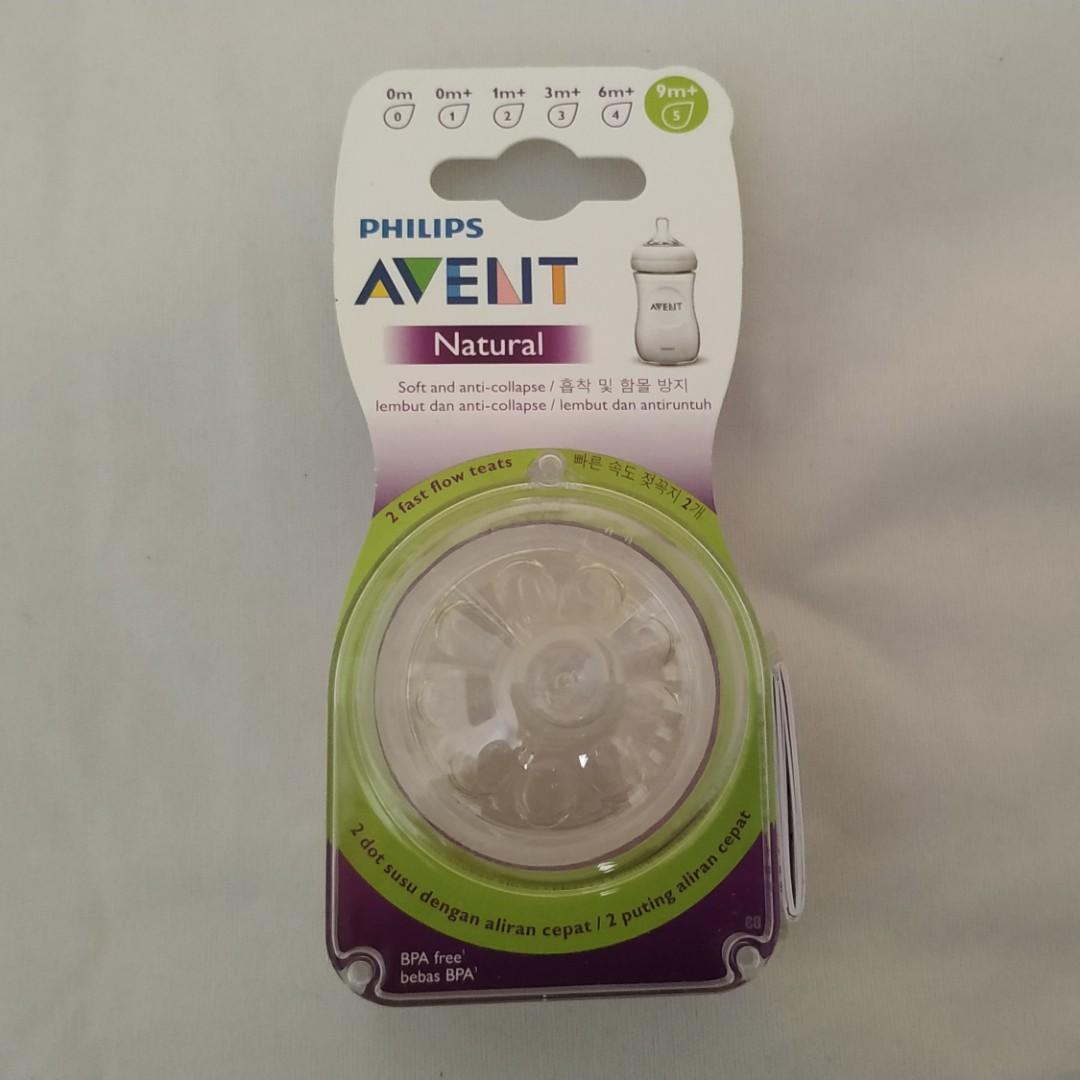 0m 0m+ 1m+ 3m+ 6m+ 9m+
0 1 2 3 4 5
PHILIPS
AVENT
AVENT
Natural
Soft and anti-collapse / 흡착 및 함몰 방지
lembut dan anti-collapse / lembut dan antiruntuh
2 fast flow teats 빠른 속도 젖꼭지 2개
2 dot susu dengan aliran cepat / 2 puting aliran cepat
BPA free¹
bebas BPA¹